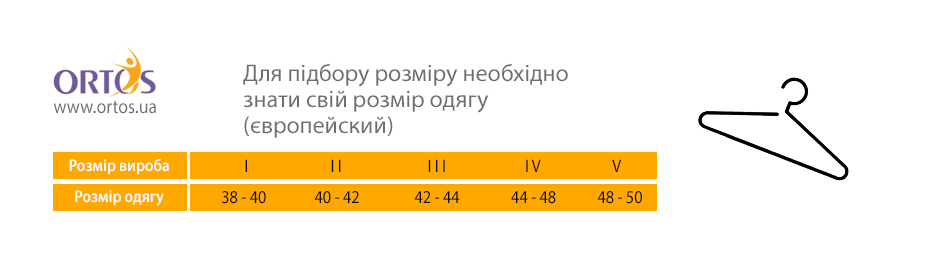 ORTOS
www.ortos.ua
Для підбору розміру необхідно
знати свій розмір одягу
(європейский)
Розмір вироба I II III IV V
Розмір одягу 38 - 40 40 - 42 42 - 44 44 - 48 48 - 50